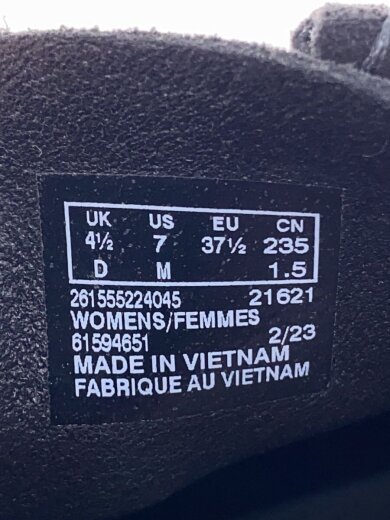 UK US EU CN
4½ 7 37½ 235
D M 1.5
261555224045 21621
WOMENS/FEMMES
61594651 2/23
MADE IN VIETNAM
FABRIQUE AU VIETNAM